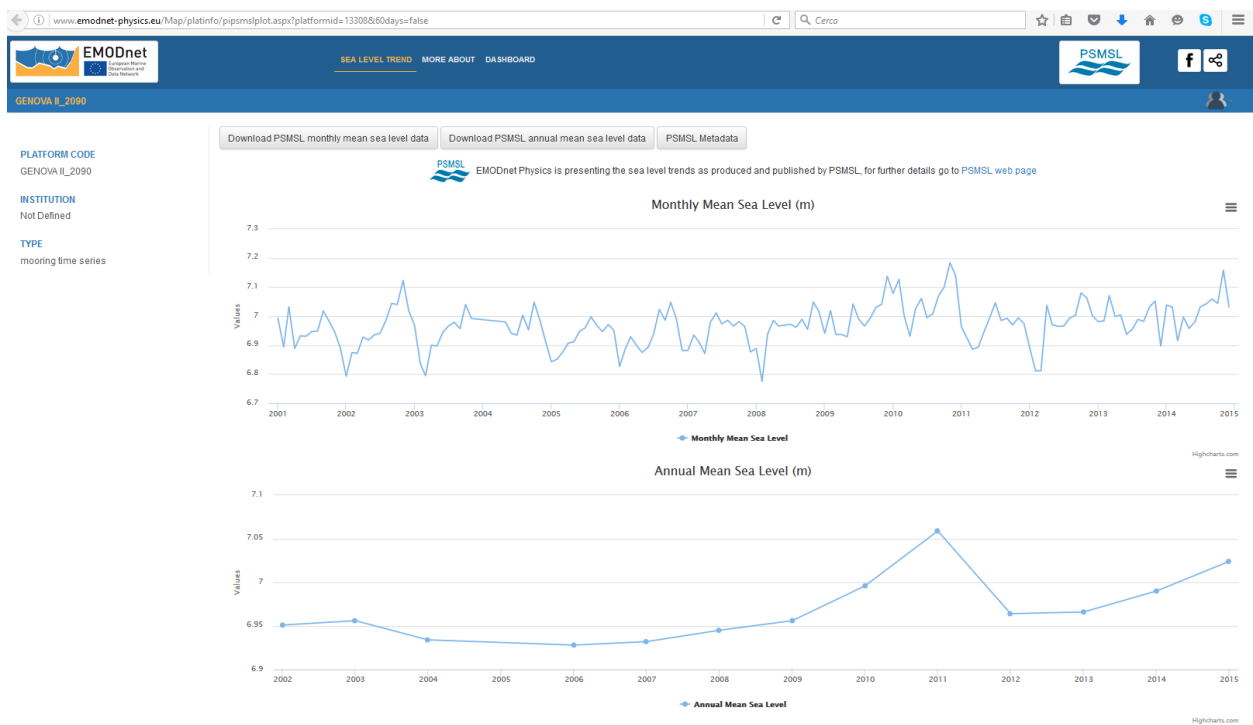 www.emodnet-physics.eu/Map/platinfo/pipsmslplot.aspx?platformid=13308&60days=false
Cerca
EMODnet
European Marine
Observation and
Data Network
SEA LEVEL TREND MORE ABOUT DASHBOARD
PSMSL
GENOVA II_2090
Download PSMSL monthly mean sea level data Download PSMSL annual mean sea level data PSMSL Metadata
PLATFORM CODE
GENOVA II_2090
INSTITUTION
Not Defined
TYPE
mooring time series
PSMSL EMODnet Physics is presenting the sea level trends as produced and published by PSMSL, for further details go to PSMSL web page
Monthly Mean Sea Level (m)
7.3
7.2
7.1
7
6.9
6.8
6.7
Values
2001 2002 2003 2004 2005 2006 2007 2008 2009 2010 2011 2012 2013 2014 2015
Monthly Mean Sea Level
Highcharts.com
Annual Mean Sea Level (m)
7.1
7.05
7
6.95
6.9
Values
2002 2003 2004 2005 2006 2007 2008 2009 2010 2011 2012 2013 2014 2015
Annual Mean Sea Level
Highcharts.com